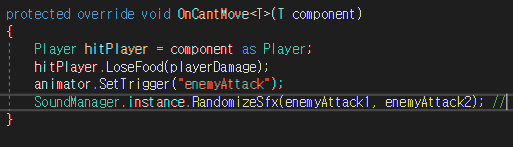 protected override void OnCantMove<T>(T component)
{
Player hitPlayer = component as Player;
hitPlayer.LoseFood(playerDamage);
animator.SetTrigger("enemyAttack");
SoundManager.instance.RandomizeSfx(enemyAttack1, enemyAttack2); //
}